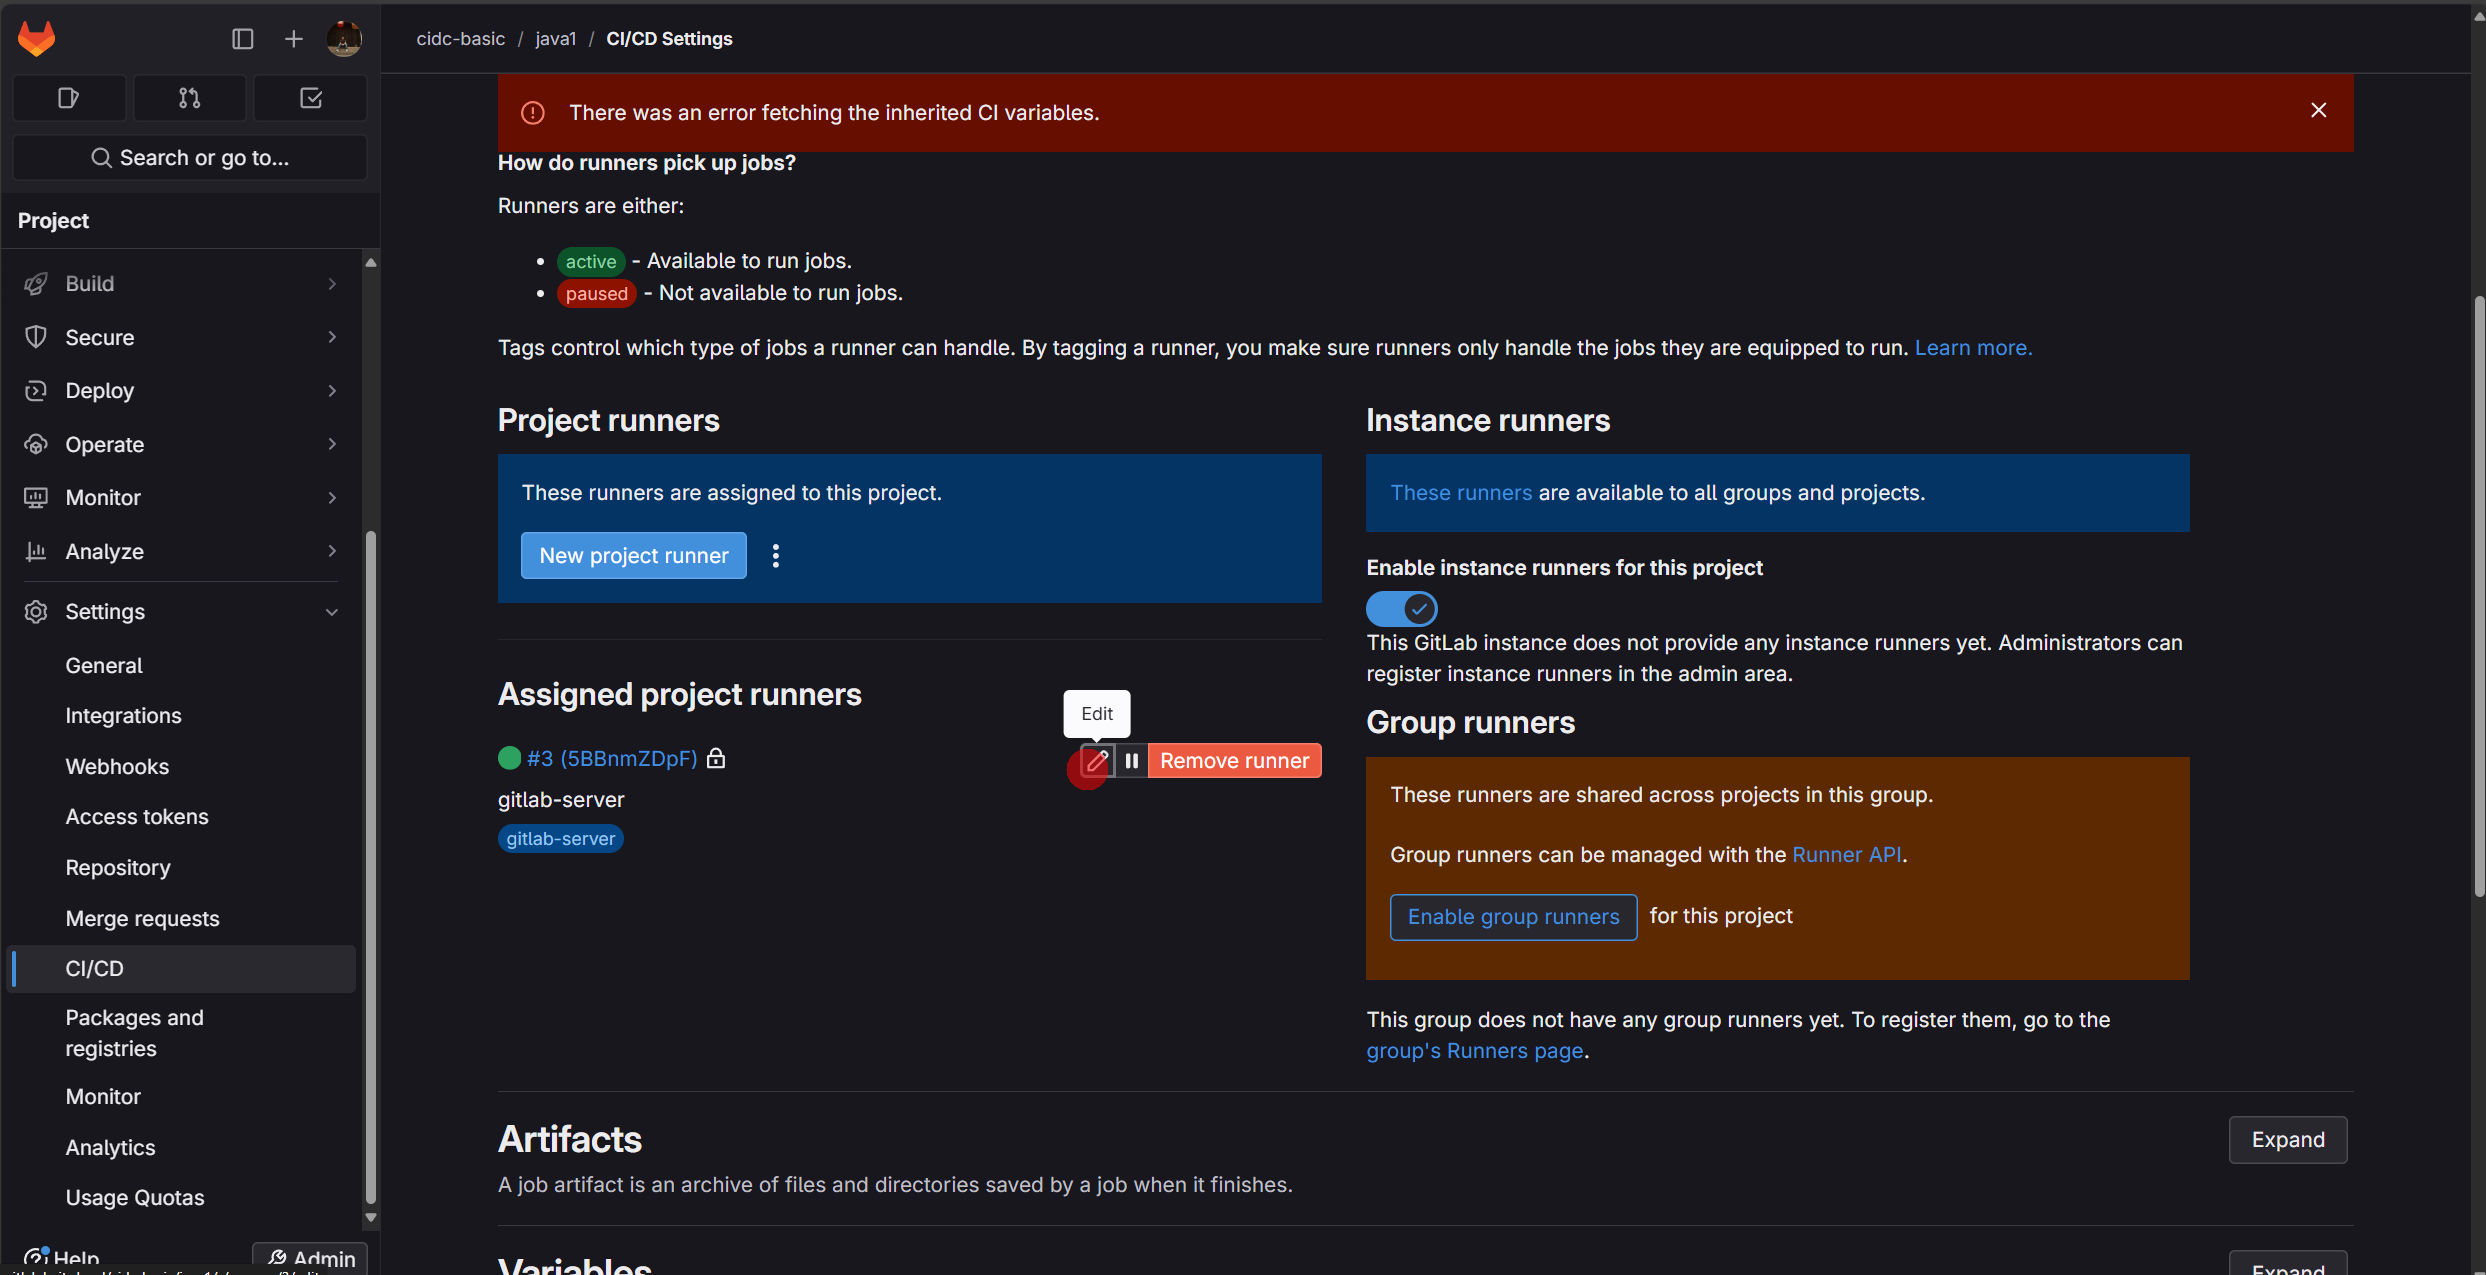 cidc-basic / java1 / CI/CD Settings
Search or go to...
Project
Build
Secure
Deploy
Operate
Monitor
Analyze
Settings
General
Integrations
Webhooks
Access tokens
Repository
Merge requests
CI/CD
Packages and
registries
Monitor
Analytics
Usage Quotas
Help
Admin
There was an error fetching the inherited CI variables.
How do runners pick up jobs?
Runners are either:
active - Available to run jobs.
paused - Not available to run jobs.
Tags control which type of jobs a runner can handle. By tagging a runner, you make sure runners only handle the jobs they are equipped to run. Learn more.
Project runners
These runners are assigned to this project.
New project runner
Assigned project runners
Edit
#3 (5BBnmZDpF)
Remove runner
gitlab-server
gitlab-server
Instance runners
These runners are available to all groups and projects.
Enable instance runners for this project
This GitLab instance does not provide any instance runners yet. Administrators can
register instance runners in the admin area.
Group runners
These runners are shared across projects in this group.
Group runners can be managed with the Runner API.
Enable group runners for this project
This group does not have any group runners yet. To register them, go to the
group's Runners page.
Artifacts
Expand
A job artifact is an archive of files and directories saved by a job when it finishes.
Variables
Expand